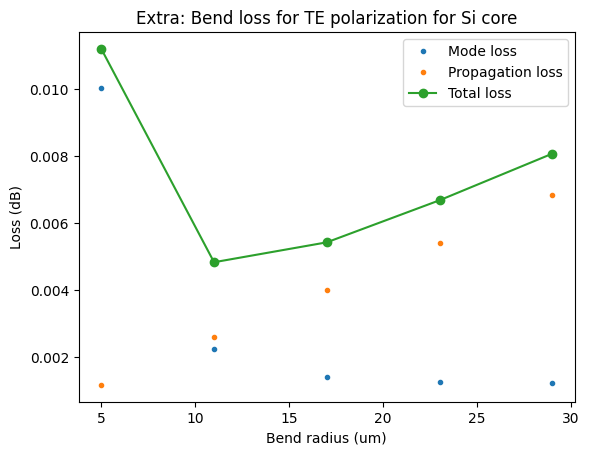 Extra: Bend loss for TE polarization for Si core
Mode loss
Propagation loss
Total loss
0.010
0.008
0.006
0.004
0.002
Loss (dB)
5
10
15
20
25
30
Bend radius (um)